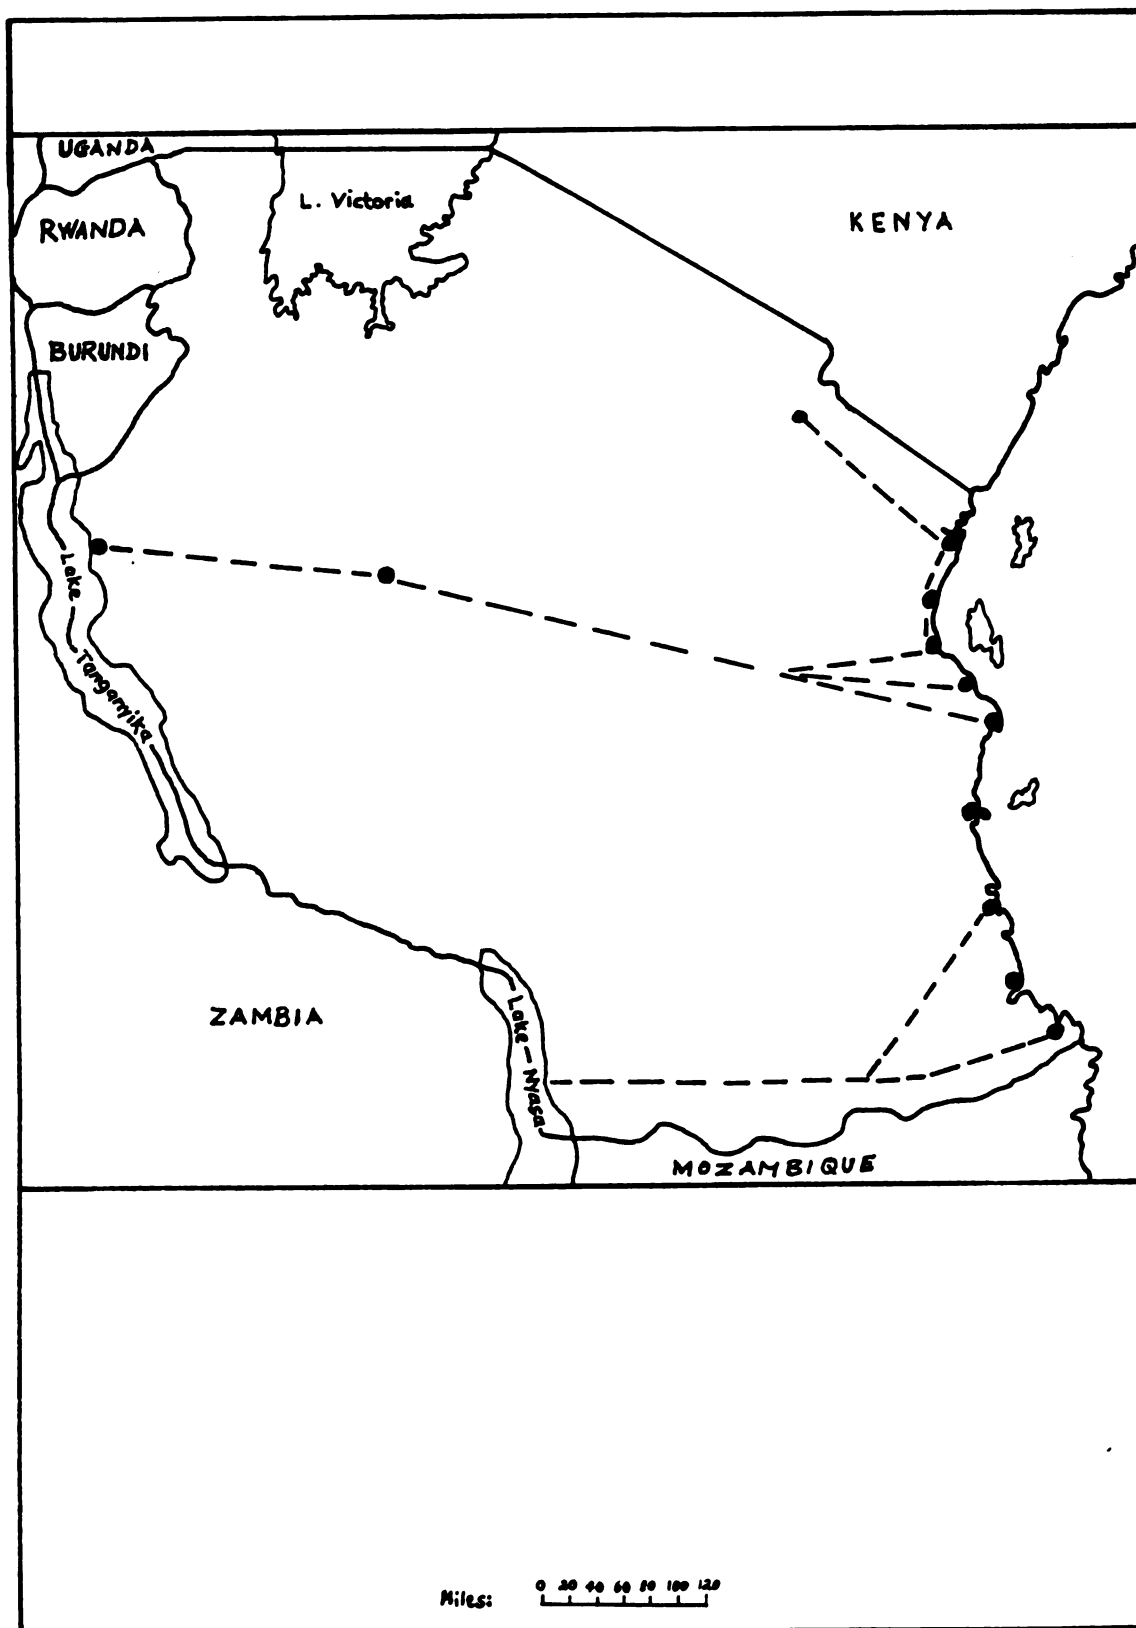 UGANDA
L. Victoria
RWANDA
KENYA
BURUNDI
Lake
Tanganyika
ZAMBIA
Lake
Nyasa
MOZAMBIQUE
Miles:
0 20 40 60 80 100 120